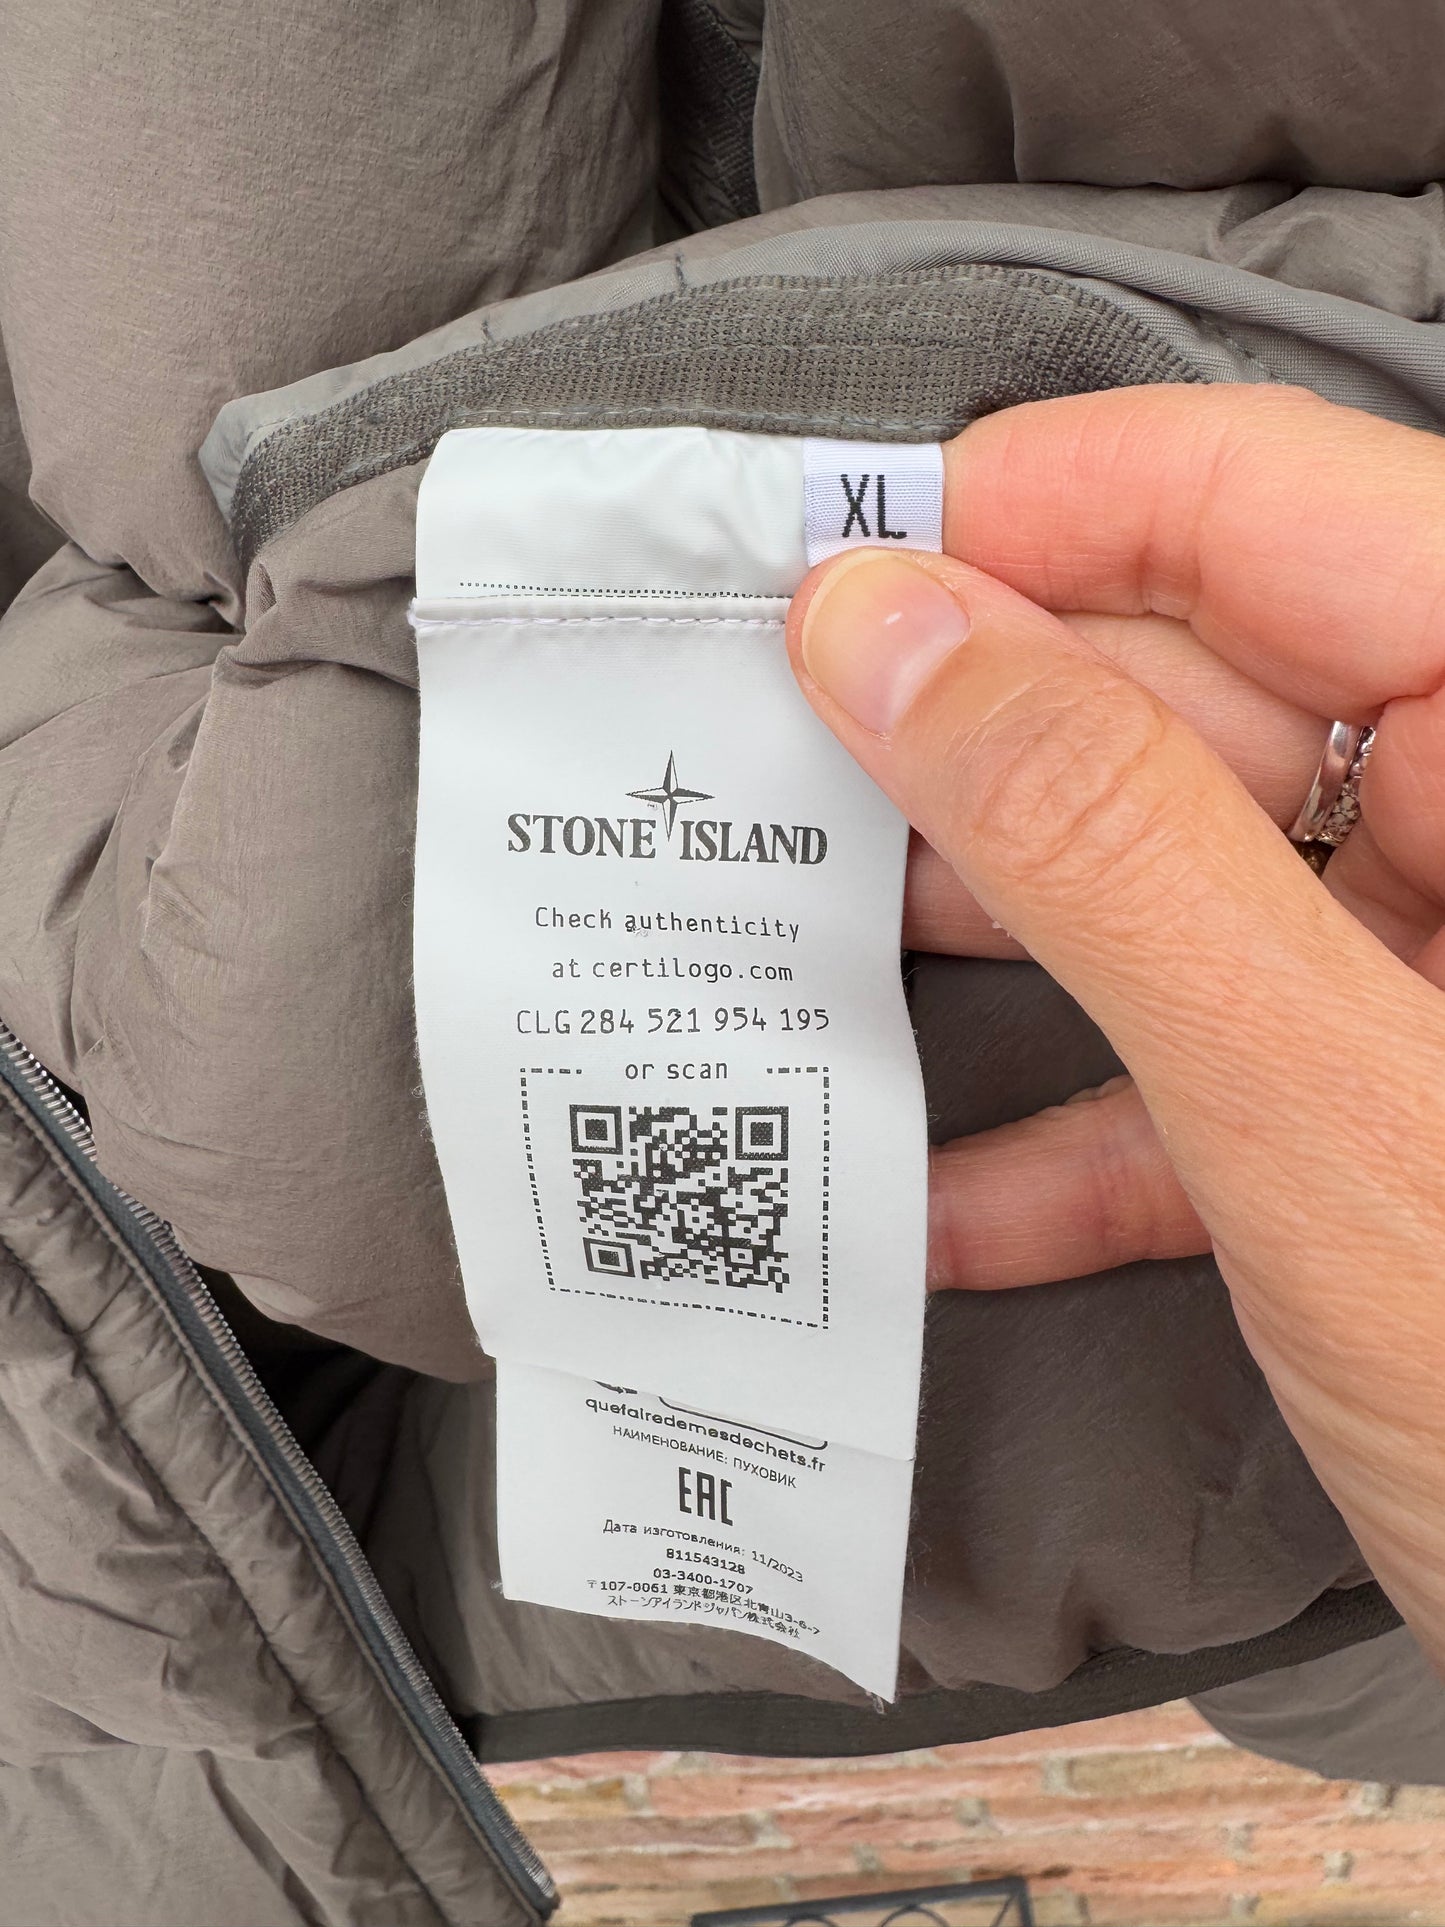 XL
STONE ISLAND
Check authenticity
at certilogo.com
CLG 284 521 954 195
or scan
quefairedemesdechets.fr
НАИМЕНОВАНИЕ: ПУХОВИК
EAC
Дата изготовления: 11/2023
811543128
03-3400-1707
〒107-0061 東京都港区北青山3-6-7
ストーンアイランドジャパン株式会社